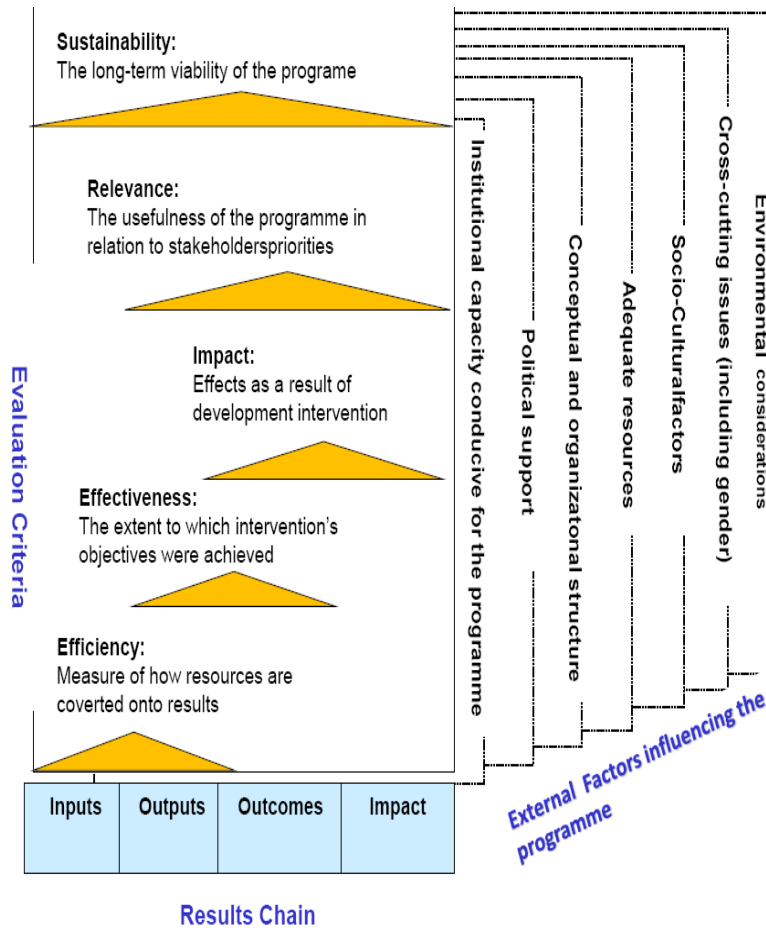 Sustainability:
The long-term viability of the programe
Relevance:
The usefulness of the programme in
relation to stakeholderspriorities
Impact:
Effects as a result of
development intervention
Effectiveness:
The extent to which intervention's
objectives were achieved
Efficiency:
Measure of how resources are
coverted onto results
Evaluation Criteria
Inputs
Outputs
Outcomes
Impact
Results Chain
Institutional capacity conducive for the programme
Political support
Conceptual and organizatonal structure
Adequate resources
Socio-Culturalfactors
Cross-cutting issues (including gender)
Environmental considerations
External Factors influencing the
programme